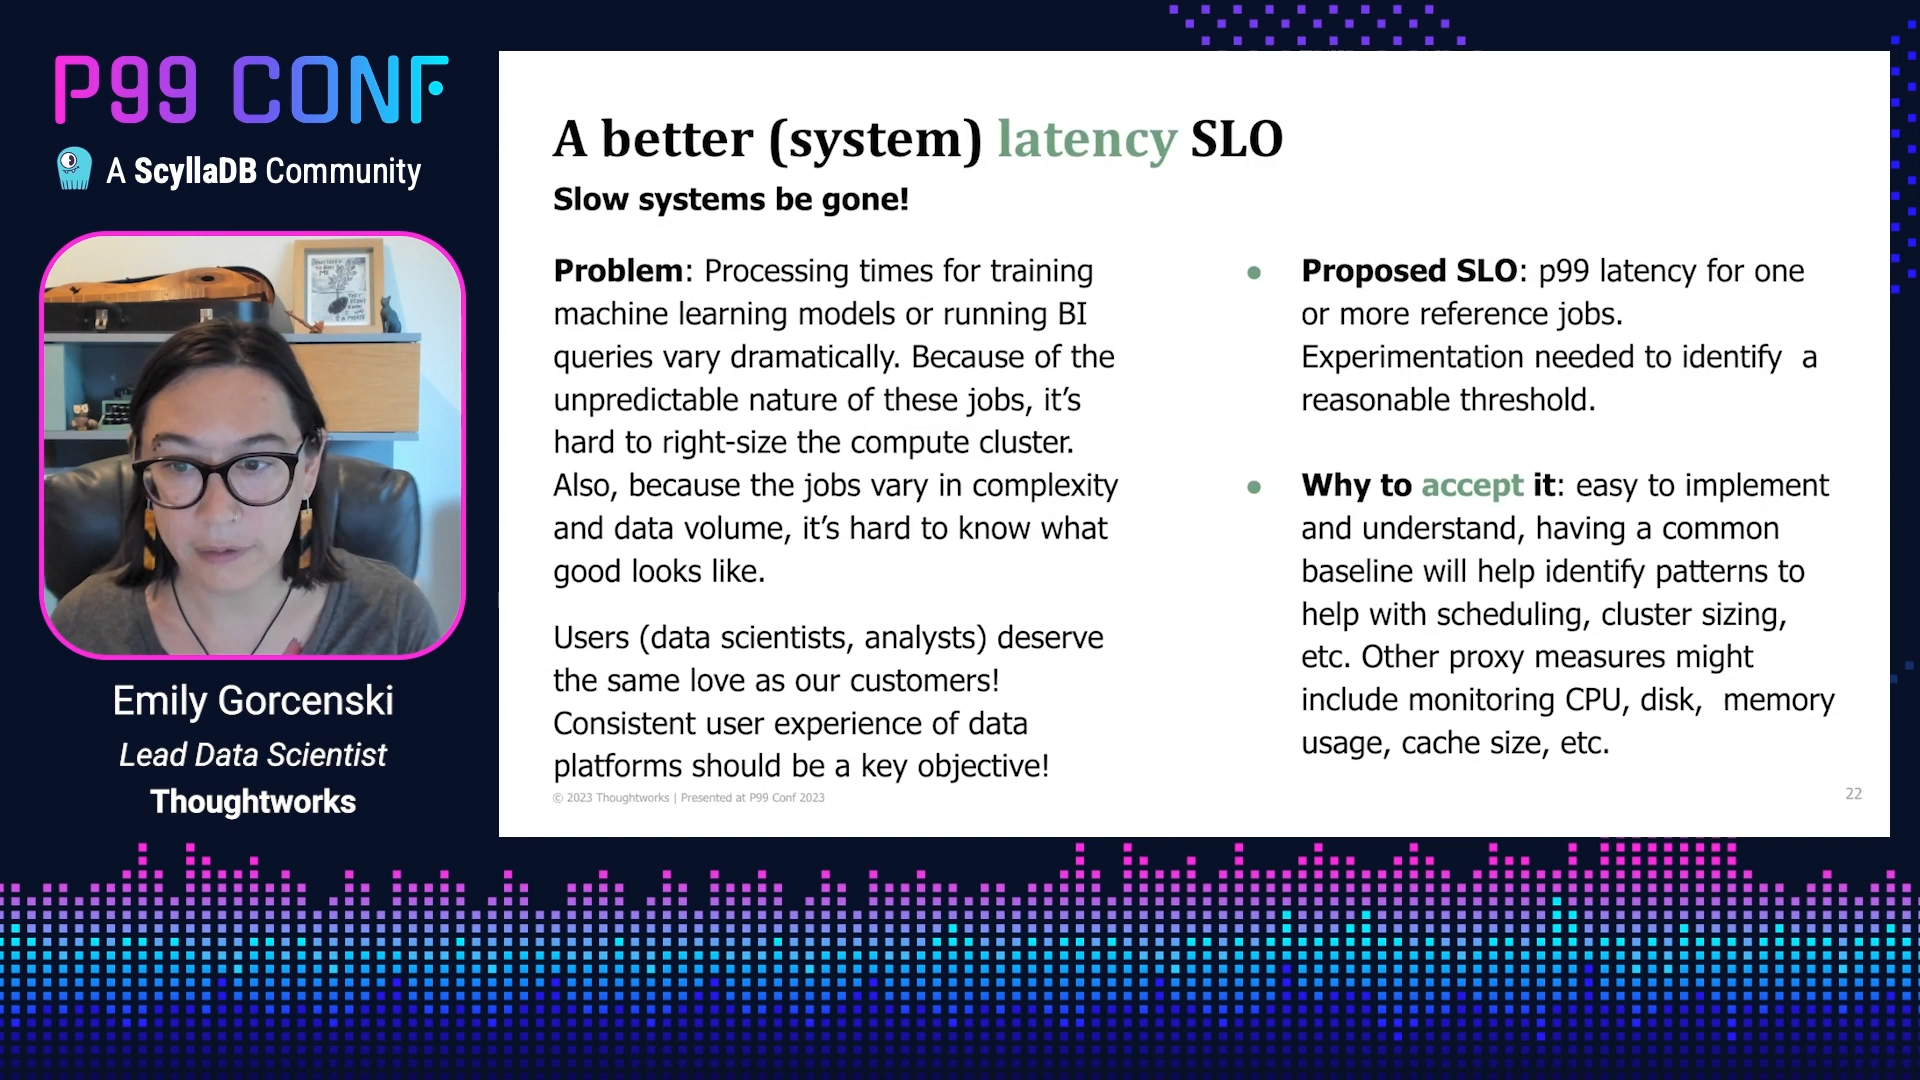 P99 CONF
A ScyllaDB Community
Emily Gorcenski
Lead Data Scientist
Thoughtworks
A better (system) latency SLO
Slow systems be gone!
Problem: Processing times for training
machine learning models or running BI
queries vary dramatically. Because of the
unpredictable nature of these jobs, it’s
hard to right-size the compute cluster.
Also, because the jobs vary in complexity
and data volume, it’s hard to know what
good looks like.
Users (data scientists, analysts) deserve
the same love as our customers!
Consistent user experience of data
platforms should be a key objective!
● Proposed SLO: p99 latency for one
or more reference jobs.
Experimentation needed to identify a
reasonable threshold.
● Why to accept it: easy to implement
and understand, having a common
baseline will help identify patterns to
help with scheduling, cluster sizing,
etc. Other proxy measures might
include monitoring CPU, disk, memory
usage, cache size, etc.
© 2023 Thoughtworks | Presented at P99 Conf 2023
22